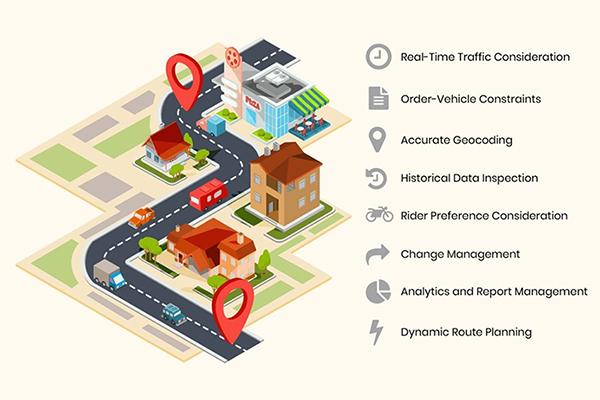 Pizza
Real-Time Traffic Consideration
Order-Vehicle Constraints
Accurate Geocoding
Historical Data Inspection
Rider Preference Consideration
Change Management
Analytics and Report Management
Dynamic Route Planning